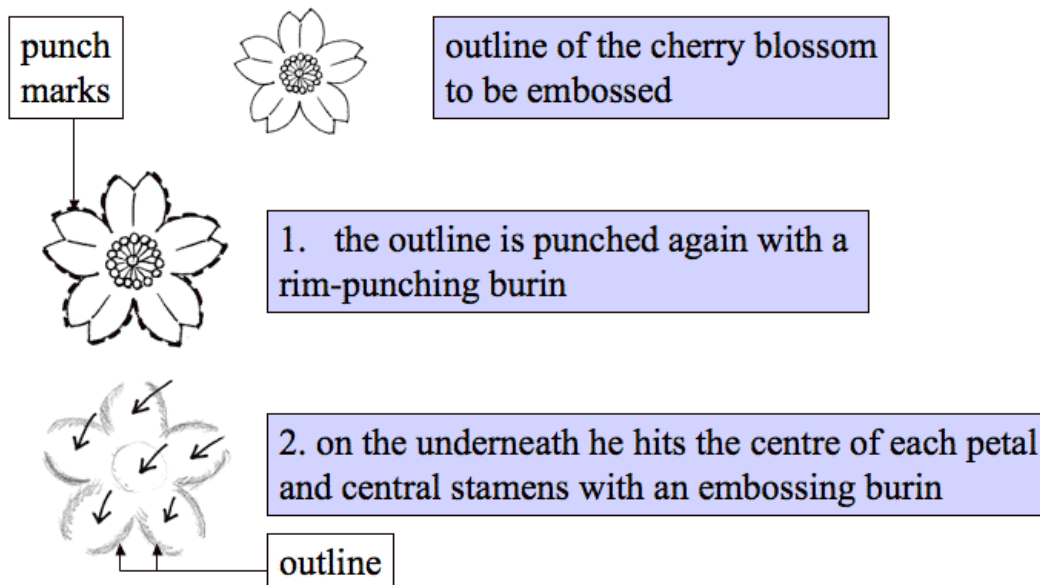 punch
marks
outline of the cherry blossom
to be embossed
1. the outline is punched again with a
rim-punching burin
2. on the underneath he hits the centre of each petal
and central stamens with an embossing burin
outline